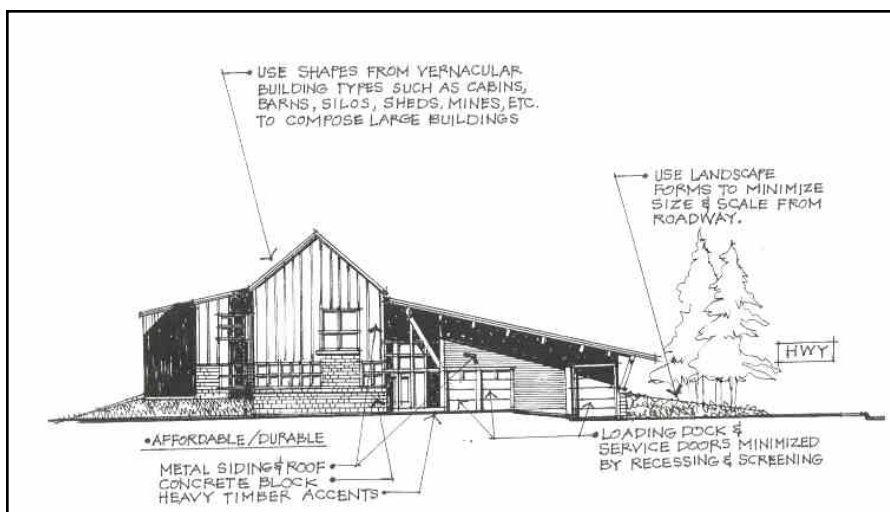 • USE SHAPES FROM VERNACULAR
BUILDING TYPES SUCH AS CABINS,
BARNS, SILOS, SHEDS, MINES, ETC.
TO COMPOSE LARGE BUILDINGS
• USE LANDSCAPE
FORMS TO MINIMIZE
SIZE & SCALE FROM
ROADWAY.
HWY
• AFFORDABLE/DURABLE
METAL SIDING & ROOF
CONCRETE BLOCK
HEAVY TIMBER ACCENTS
• LOADING DOCK &
SERVICE DOORS MINIMIZED
BY RECESSING & SCREENING